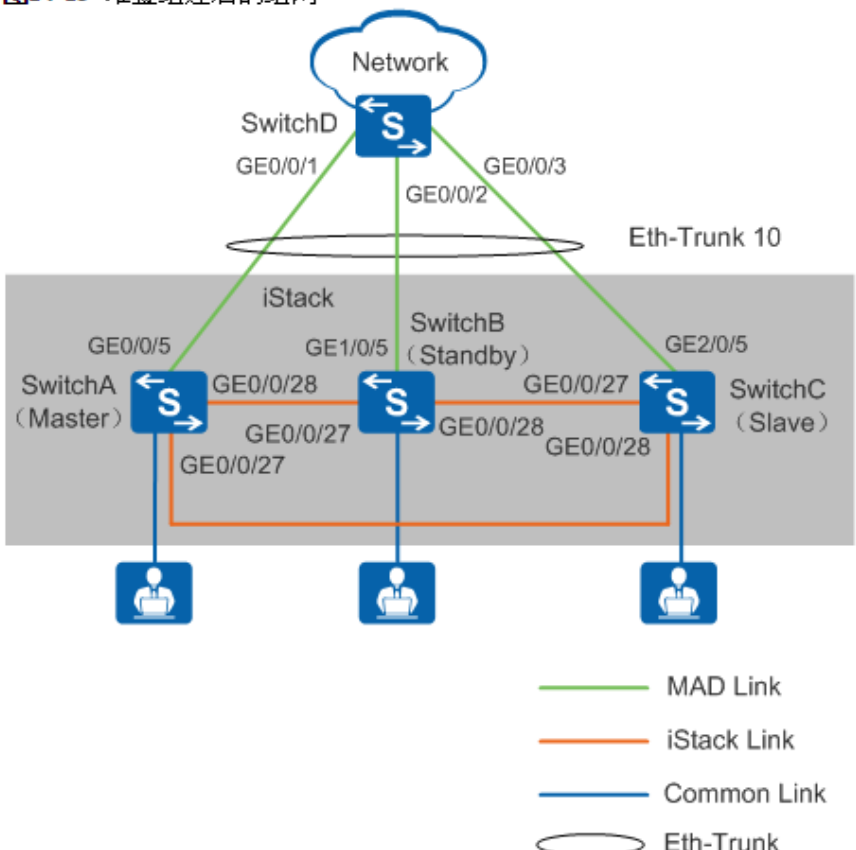 Network
SwitchD
GE0/0/1
GE0/0/3
GE0/0/2
Eth-Trunk 10
iStack
SwitchB
（Standby）
GE0/0/5
GE1/0/5
GE2/0/5
SwitchA
（Master）
GE0/0/28
GE0/0/27
SwitchC
（Slave）
GE0/0/27
GE0/0/28
GE0/0/28
GE0/0/27
S
S
S
S
MAD Link
iStack Link
Common Link
Eth-Trunk